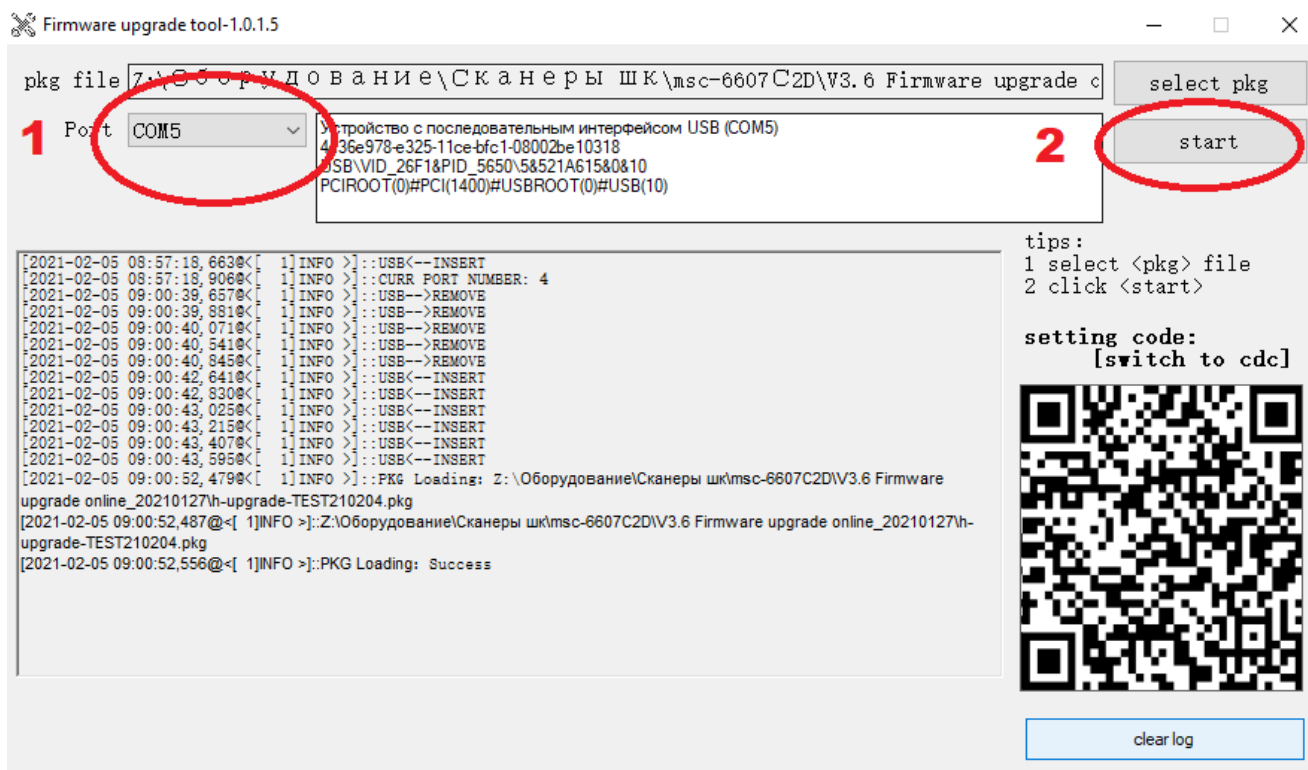 Firmware upgrade tool-1.0.1.5
pkg file Z:\Оборудование\Сканеры ШК\msc-6607C2D\V3.6 Firmware upgrade o
select pkg
1 Port COM5
Устройство с последовательным интерфейсом USB (COM5)
4d36e978-e325-11ce-bfc1-08002be10318
USB\VID_26F1&PID_5650\5&521A615&0&10
PCIROOT(0)#PCI(1400)#USBROOT(0)#USB(10)
2 start
[2021-02-05 08:57:18,663@<[ 1]INFO >]::USB<--INSERT
[2021-02-05 08:57:18,906@<[ 1]INFO >]::CURR PORT NUMBER: 4
[2021-02-05 09:00:39,657@<[ 1]INFO >]::USB-->REMOVE
[2021-02-05 09:00:39,881@<[ 1]INFO >]::USB-->REMOVE
[2021-02-05 09:00:40,071@<[ 1]INFO >]::USB-->REMOVE
[2021-02-05 09:00:40,541@<[ 1]INFO >]::USB-->REMOVE
[2021-02-05 09:00:40,845@<[ 1]INFO >]::USB-->REMOVE
[2021-02-05 09:00:42,641@<[ 1]INFO >]::USB<--INSERT
[2021-02-05 09:00:42,830@<[ 1]INFO >]::USB<--INSERT
[2021-02-05 09:00:43,025@<[ 1]INFO >]::USB<--INSERT
[2021-02-05 09:00:43,215@<[ 1]INFO >]::USB<--INSERT
[2021-02-05 09:00:43,407@<[ 1]INFO >]::USB<--INSERT
[2021-02-05 09:00:43,595@<[ 1]INFO >]::USB<--INSERT
[2021-02-05 09:00:52,479@<[ 1]INFO >]::PKG Loading: Z:\Оборудование\Сканеры шк\msc-6607C2D\V3.6 Firmware
upgrade online_20210127\h-upgrade-TEST210204.pkg
[2021-02-05 09:00:52,487@<[ 1]INFO >]::Z:\Оборудование\Сканеры шк\msc-6607C2D\V3.6 Firmware upgrade online_20210127\h-
upgrade-TEST210204.pkg
[2021-02-05 09:00:52,556@<[ 1]INFO >]::PKG Loading: Success
tips:
1 select <pkg> file
2 click <start>
setting code:
[switch to cdc]
clear log